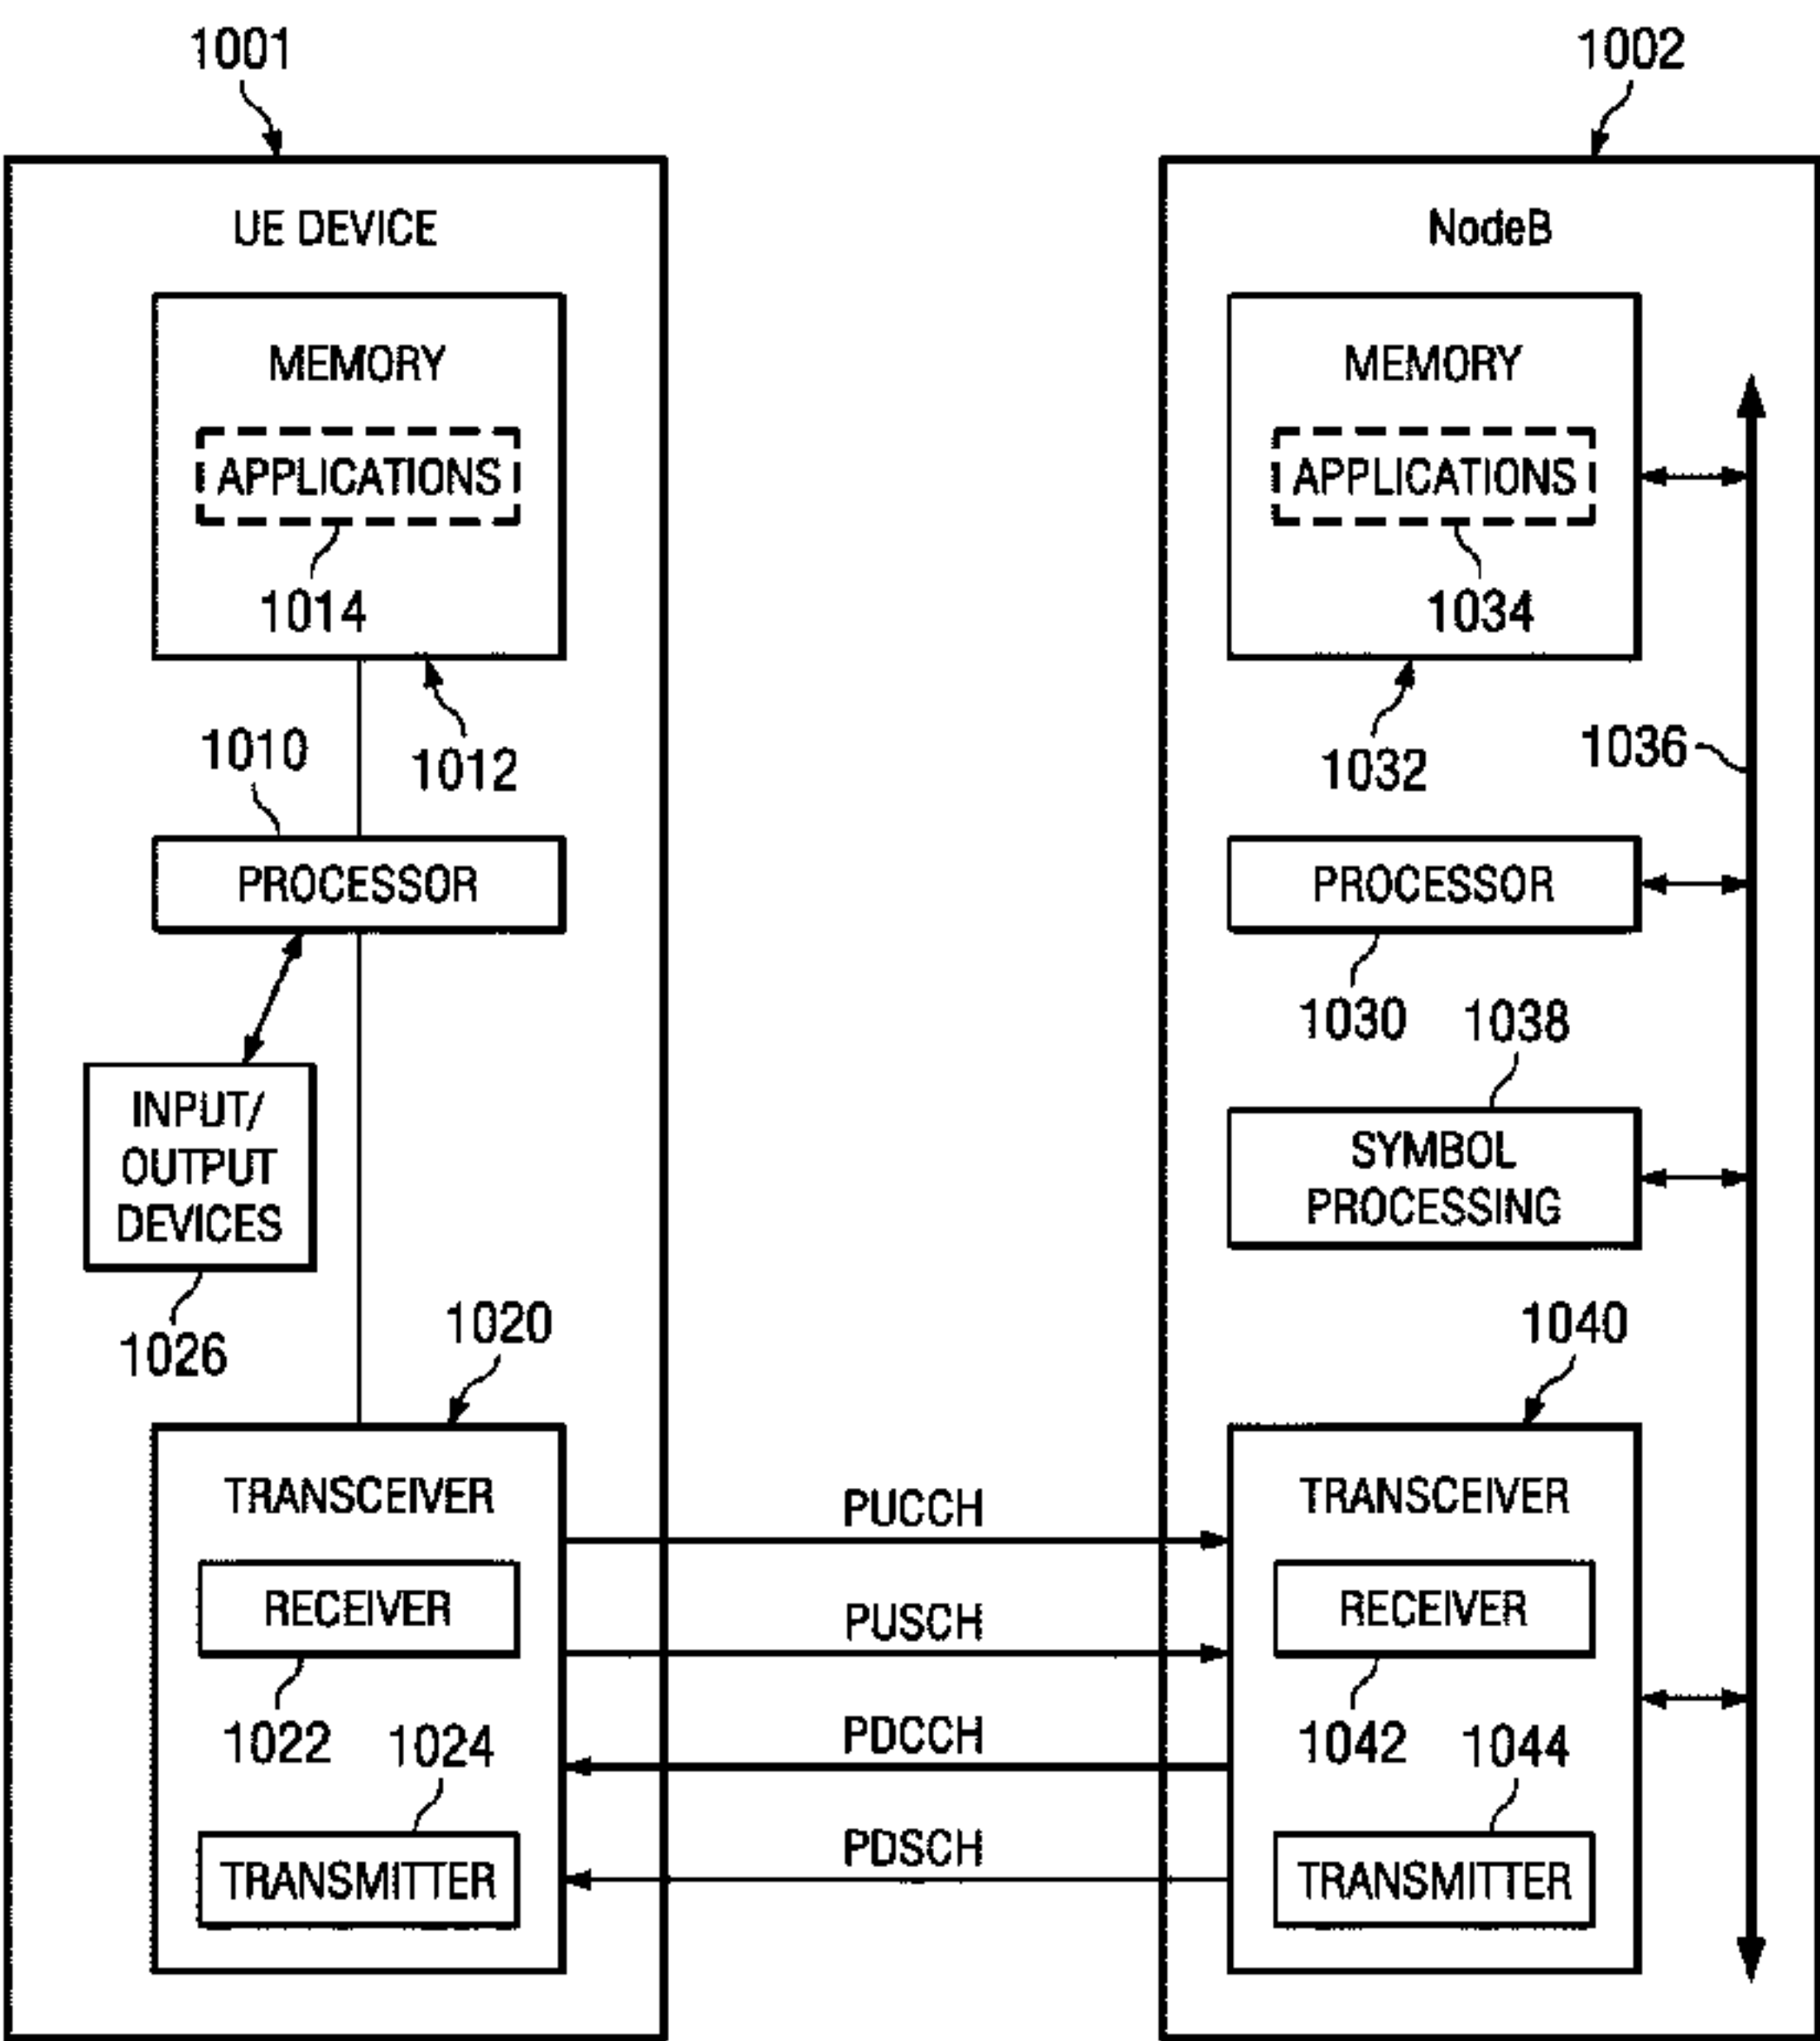 1001
1002
UE DEVICE
MEMORY
APPLICATIONS
1014
1012
1010
PROCESSOR
INPUT/
OUTPUT
DEVICES
1026
1020
TRANSCEIVER
RECEIVER
1022
1024
TRANSMITTER
PUCCH
PUSCH
PDCCH
PDSCH
NodeB
MEMORY
APPLICATIONS
1034
1032
1036
PROCESSOR
1030
1038
SYMBOL
PROCESSING
1040
TRANSCEIVER
RECEIVER
1042
1044
TRANSMITTER